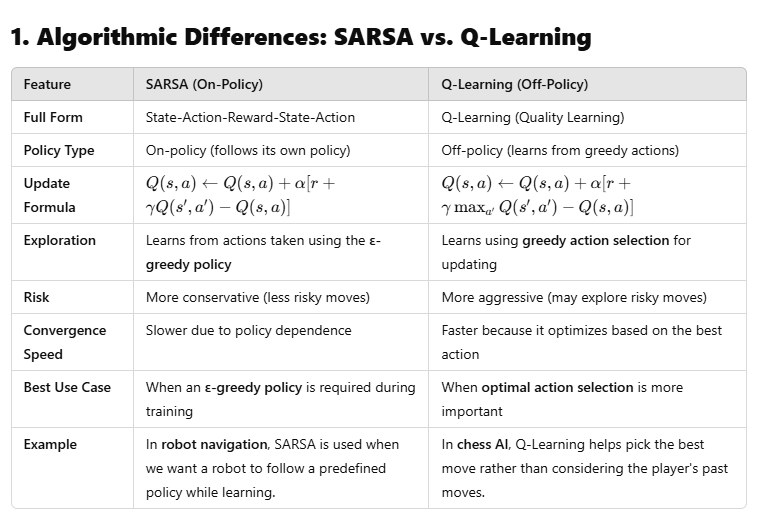 1. Algorithmic Differences: SARSA vs. Q-Learning
Feature
SARSA (On-Policy)
Q-Learning (Off-Policy)
Full Form
State-Action-Reward-State-Action
Q-Learning (Quality Learning)
Policy Type
On-policy (follows its own policy)
Off-policy (learns from greedy actions)
Update
Formula
Q(s, a) ← Q(s, a) + α[r +
γQ(s′, a′) − Q(s, a)]
Q(s, a) ← Q(s, a) + α[r +
γ maxₐ′ Q(s′, a′) − Q(s, a)]
Exploration
Learns from actions taken using the ε-
greedy policy
Learns using greedy action selection for
updating
Risk
More conservative (less risky moves)
More aggressive (may explore risky moves)
Convergence
Speed
Slower due to policy dependence
Faster because it optimizes based on the best
action
Best Use Case
When an ε-greedy policy is required during
training
When optimal action selection is more
important
Example
In robot navigation, SARSA is used when
we want a robot to follow a predefined
policy while learning.
In chess AI, Q-Learning helps pick the best
move rather than considering the player's past
moves.